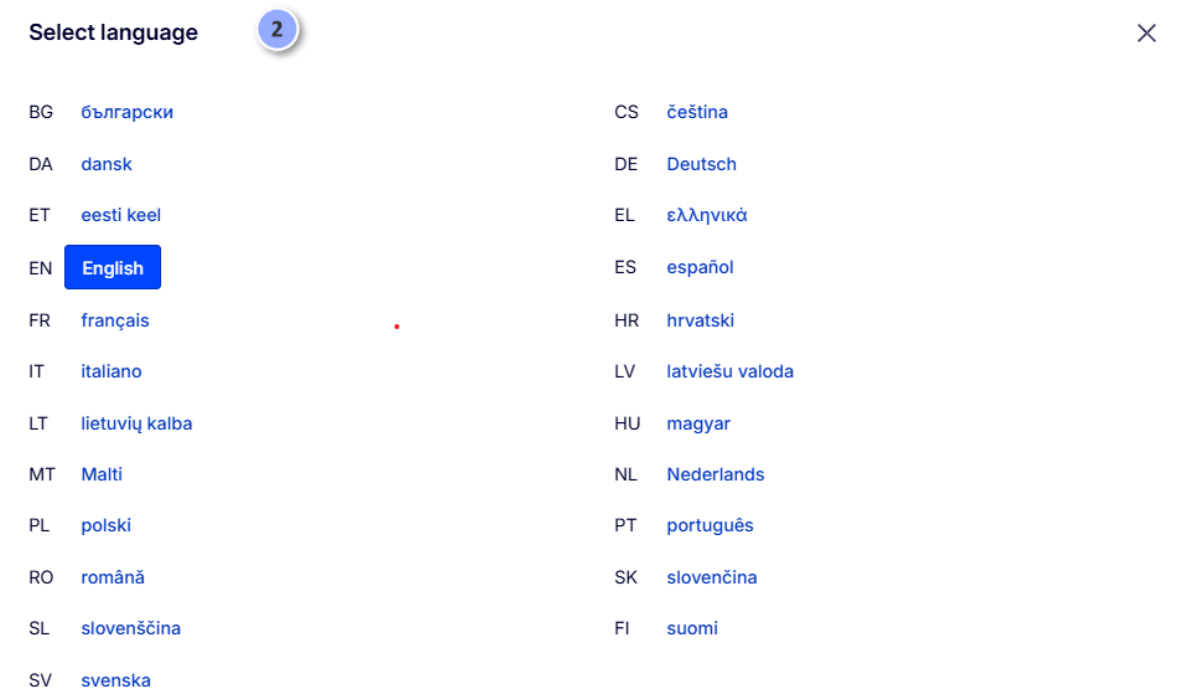 Select language 2
BG български CS čeština
DA dansk DE Deutsch
ET eesti keel EL ελληνικά
EN English ES español
FR français HR hrvatski
IT italiano LV latviešu valoda
LT lietuvių kalba HU magyar
MT Malti NL Nederlands
PL polski PT português
RO română SK slovenčina
SL slovenščina FI suomi
SV svenska